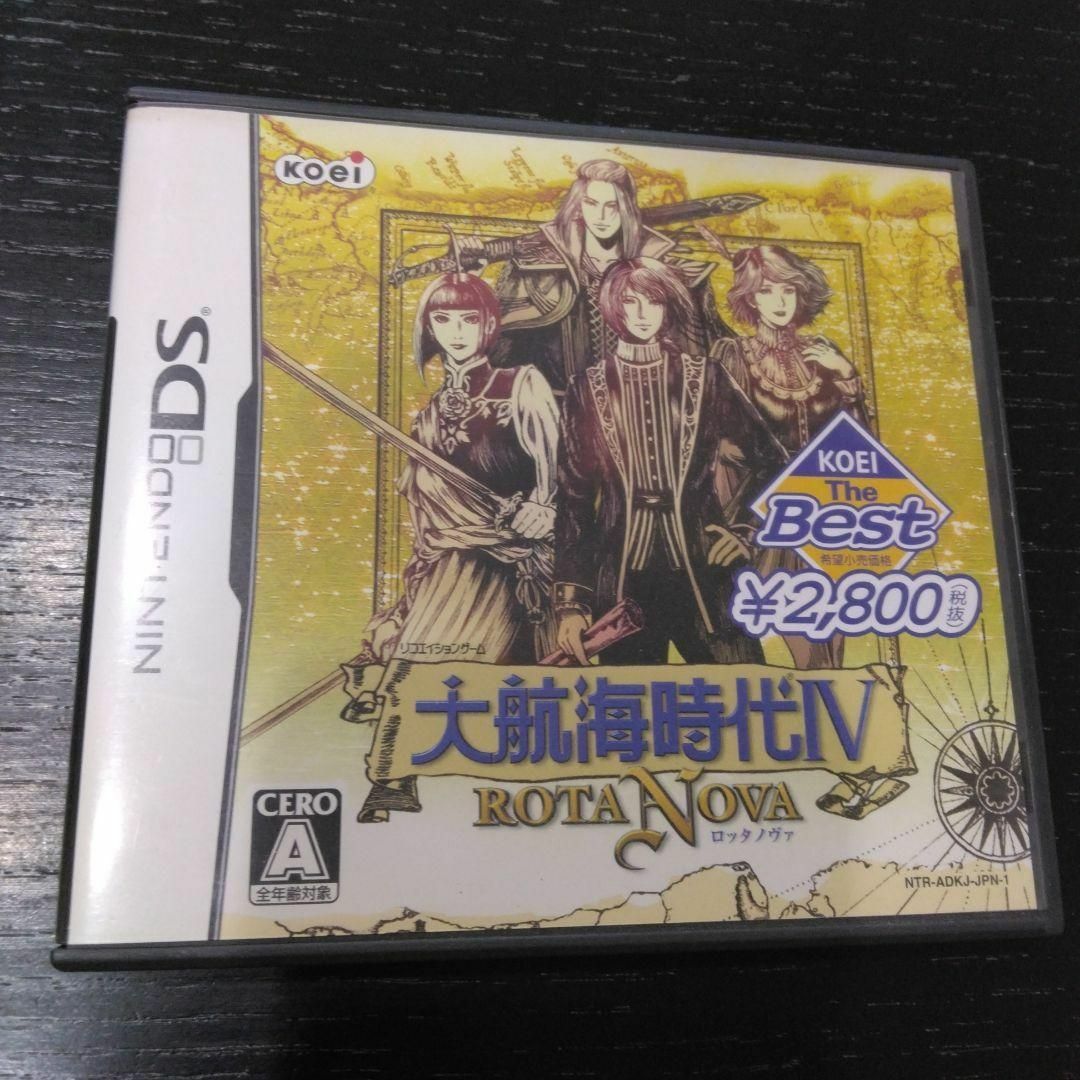 KOEI
NINTENDO DS®
KOEI
The
Best
希望小売価格
¥2,800(税抜)
リコエイションゲーム
大航海時代®IV
ROTA NOVA
ロッタ ノヴァ
CERO
A
全年齢対象
NTR-ADKJ-JPN-1